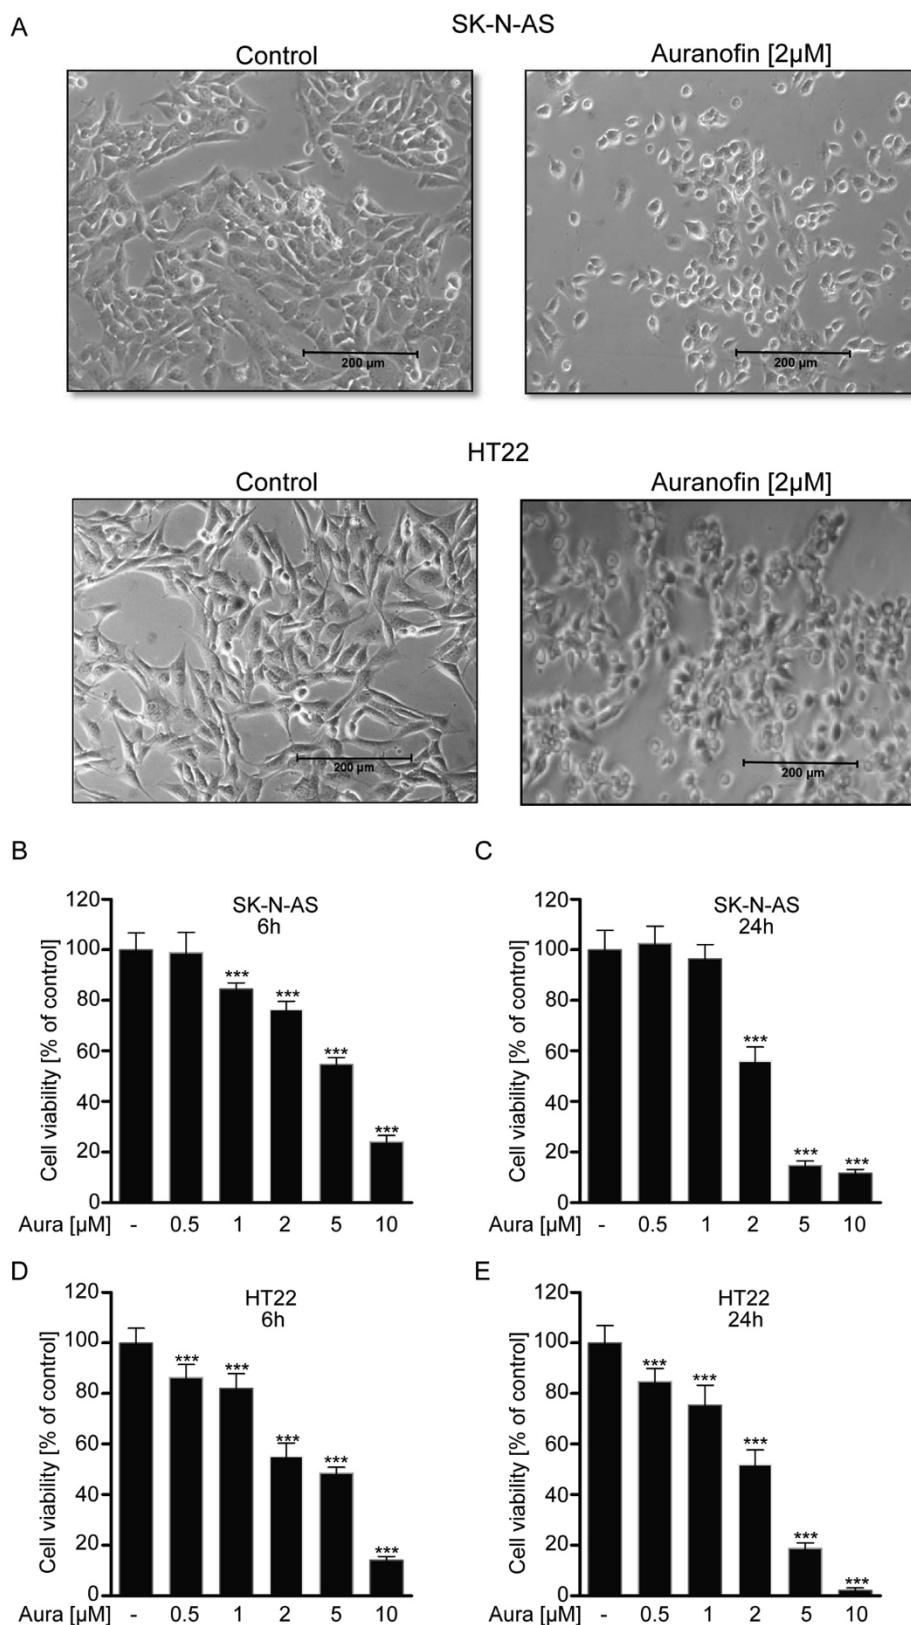 A
SK-N-AS
Control
Auranofin [2µM]
200 µm
200 µm
HT22
Control
Auranofin [2µM]
200 µm
200 µm
B
Cell viability [% of control]
120
100
80
60
40
20
0
SK-N-AS
6h
***
***
***
***
Aura [µM] - 0.5 1 2 5 10
C
Cell viability [% of control]
120
100
80
60
40
20
0
SK-N-AS
24h
***
***
***
Aura [µM] - 0.5 1 2 5 10
D
Cell viability [% of control]
120
100
80
60
40
20
0
HT22
6h
***
***
***
***
***
Aura [µM] - 0.5 1 2 5 10
E
Cell viability [% of control]
120
100
80
60
40
20
0
HT22
24h
***
***
***
***
***
Aura [µM] - 0.5 1 2 5 10